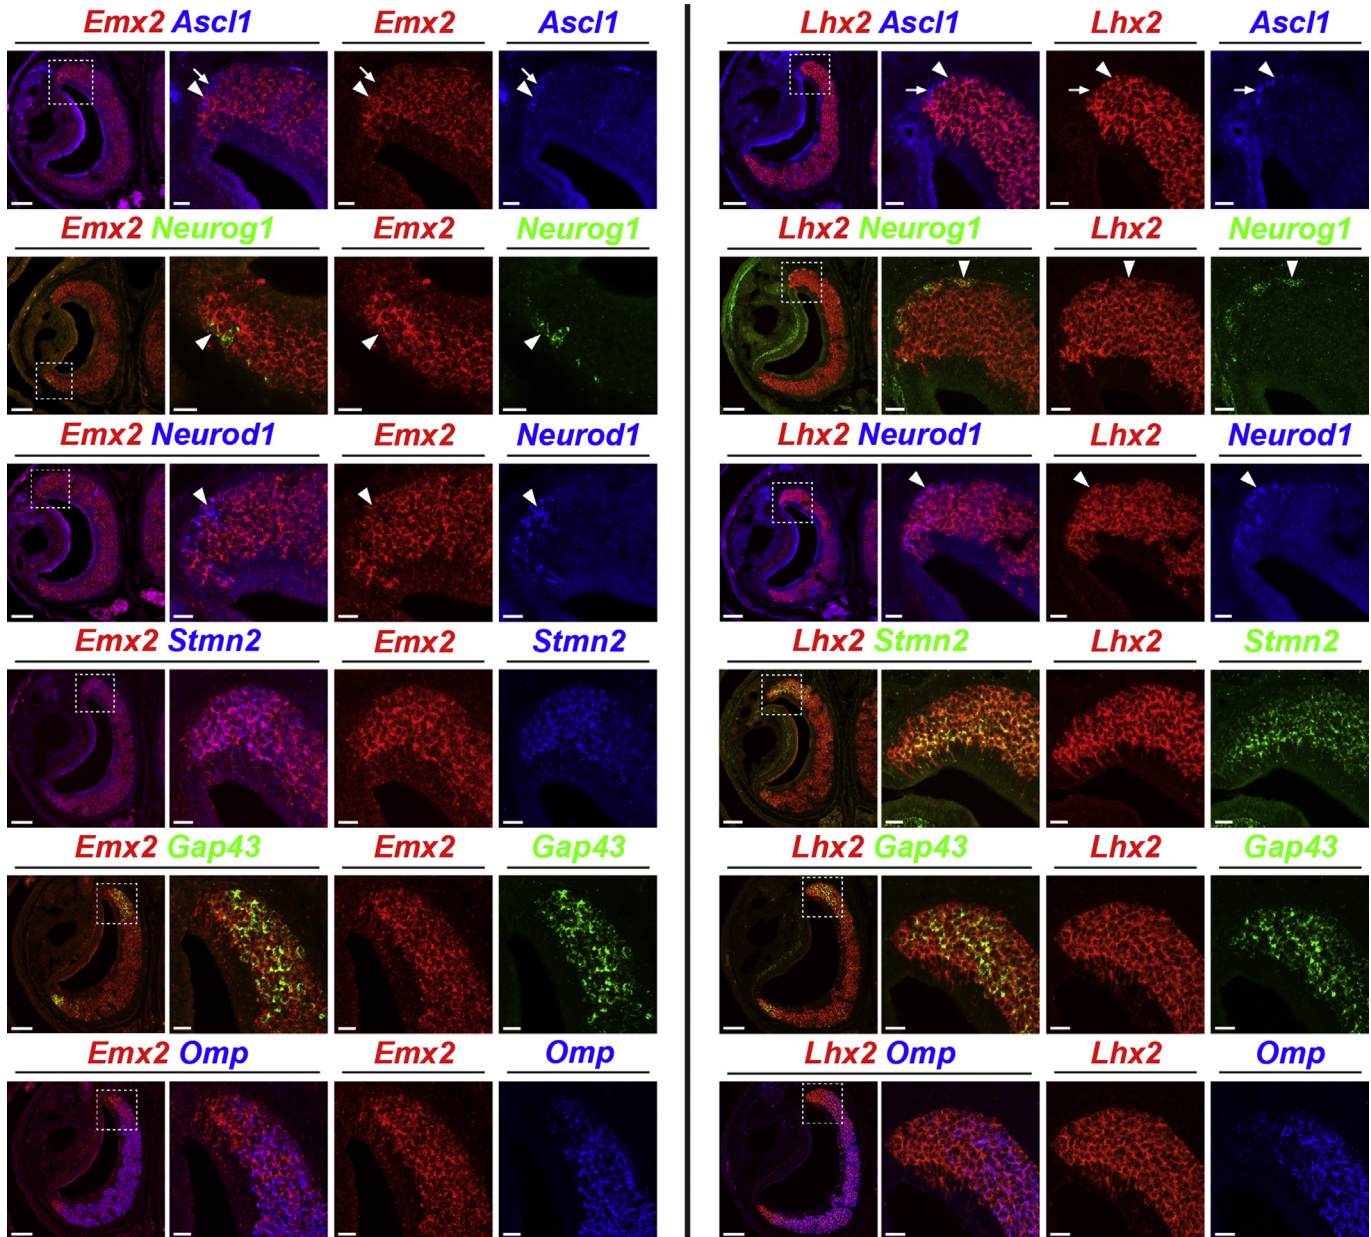 Emx2 Ascl1 Emx2 Ascl1 Lhx2 Ascl1 Lhx2 Ascl1
Emx2 Neurog1 Emx2 Neurog1 Lhx2 Neurog1 Lhx2 Neurog1
Emx2 Neurod1 Emx2 Neurod1 Lhx2 Neurod1 Lhx2 Neurod1
Emx2 Stmn2 Emx2 Stmn2 Lhx2 Stmn2 Lhx2 Stmn2
Emx2 Gap43 Emx2 Gap43 Lhx2 Gap43 Lhx2 Gap43
Emx2 Omp Emx2 Omp Lhx2 Omp Lhx2 Omp